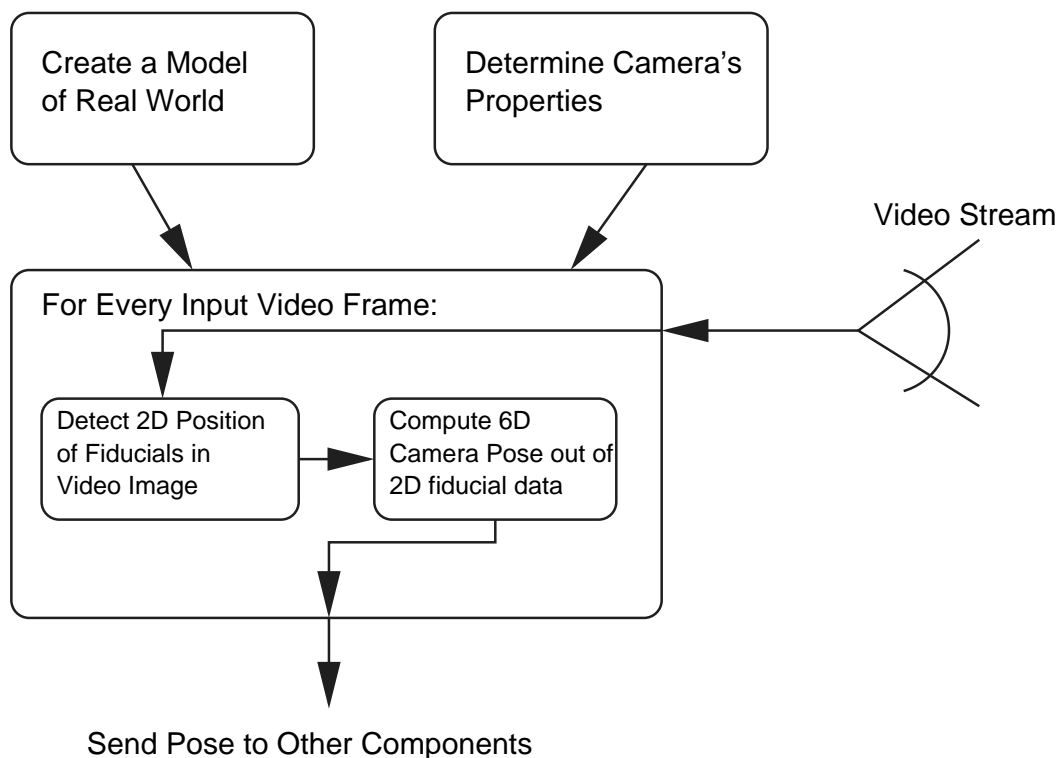 Create a Model
of Real World
Determine Camera's
Properties
Video Stream
For Every Input Video Frame:
Detect 2D Position
of Fiducials in
Video Image
Compute 6D
Camera Pose out of
2D fiducial data
Send Pose to Other Components